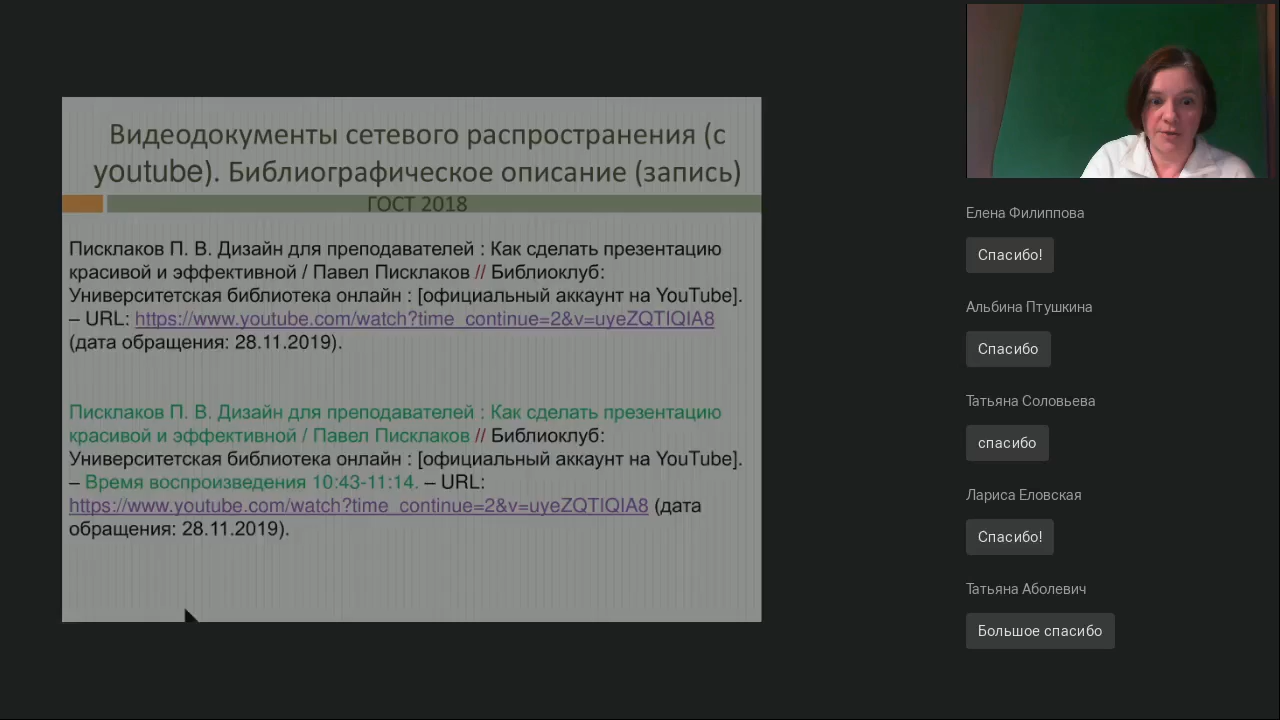 Видеодокументы сетевого распространения (с
youtube). Библиографическое описание (запись)
ГОСТ 2018
Писклаков П. В. Дизайн для преподавателей : Как сделать презентацию
красивой и эффективной / Павел Писклаков // Библиоклуб:
Университетская библиотека онлайн : [официальный аккаунт на YouTube].
– URL: https://www.youtube.com/watch?time_continue=2&v=uyeZQTIQIA8
(дата обращения: 28.11.2019).
Писклаков П. В. Дизайн для преподавателей : Как сделать презентацию
красивой и эффективной / Павел Писклаков // Библиоклуб:
Университетская библиотека онлайн : [официальный аккаунт на YouTube].
– Время воспроизведения 10:43-11:14. – URL:
https://www.youtube.com/watch?time_continue=2&v=uyeZQTIQIA8 (дата
обращения: 28.11.2019).
Елена Филиппова
Спасибо!
Альбина Птушкина
Спасибо
Татьяна Соловьева
спасибо
Лариса Еловская
Спасибо!
Татьяна Аболевич
Большое спасибо